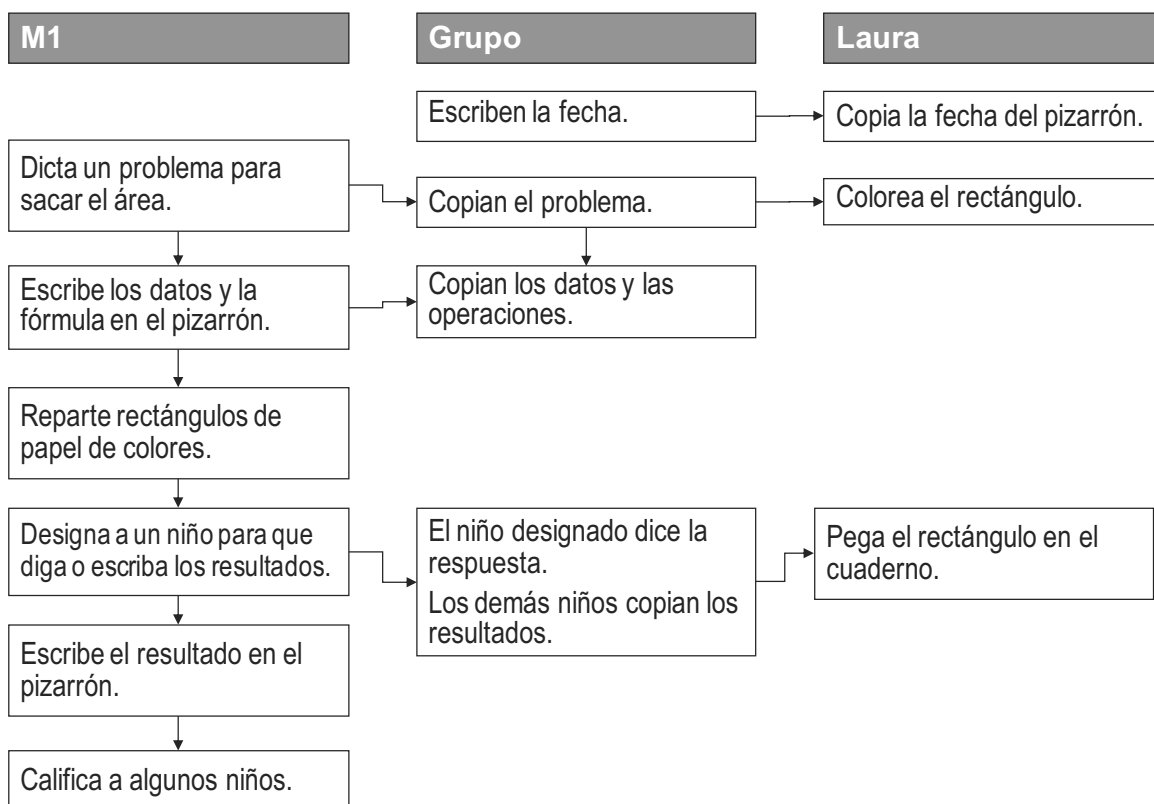 M1
Grupo
Laura
Escriben la fecha.
Copia la fecha del pizarrón.
Dicta un problema para
sacar el área.
Copian el problema.
Colorea el rectángulo.
Escribe los datos y la
fórmula en el pizarrón.
Copian los datos y las
operaciones.
Reparte rectángulos de
papel de colores.
Designa a un niño para que
diga o escriba los resultados.
El niño designado dice la
respuesta.
Los demás niños copian los
resultados.
Pega el rectángulo en el
cuaderno.
Escribe el resultado en el
pizarrón.
Califica a algunos niños.